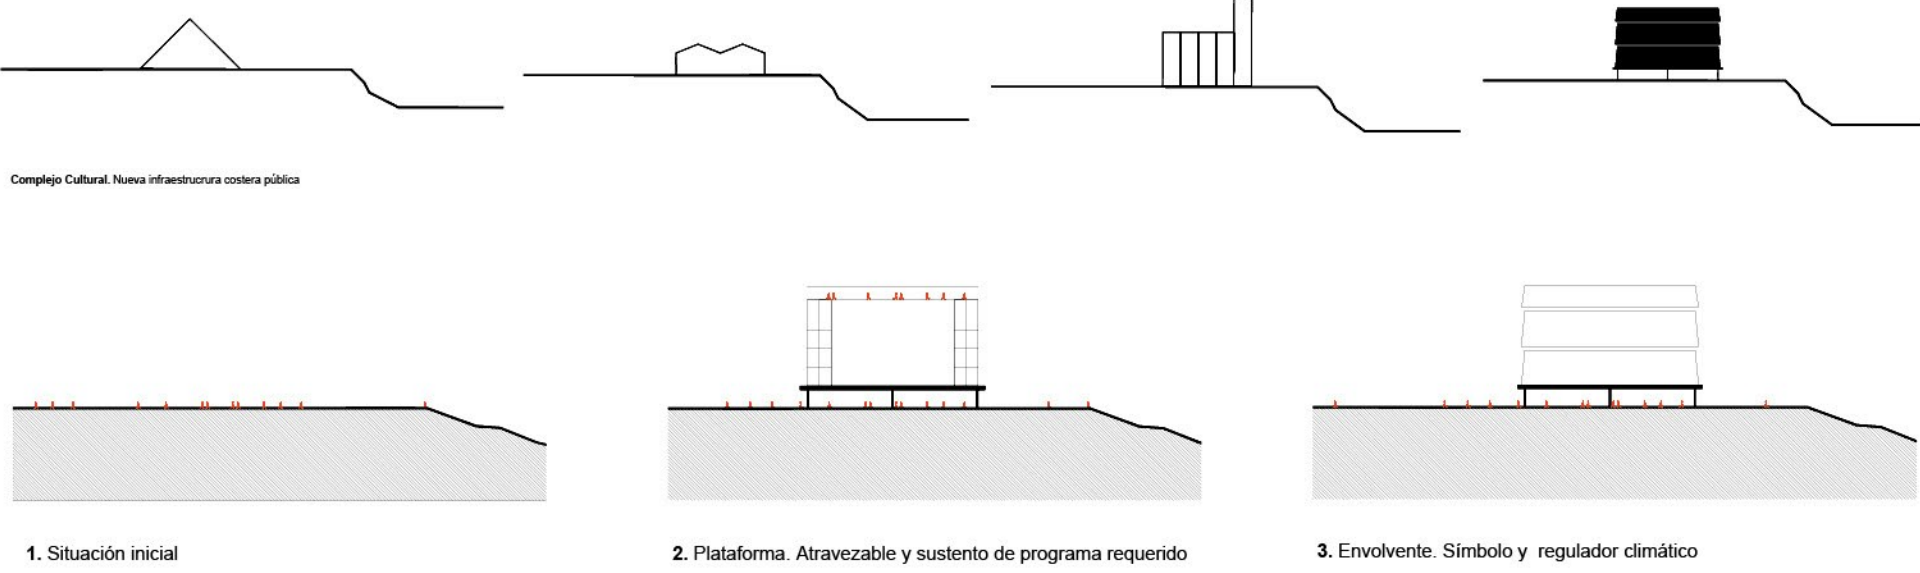 Complejo Cultural. Nueva infraestrucrura costera pública
1. Situación inicial
2. Plataforma. Atravezable y sustento de programa requerido
3. Envolvente. Símbolo y regulador climático